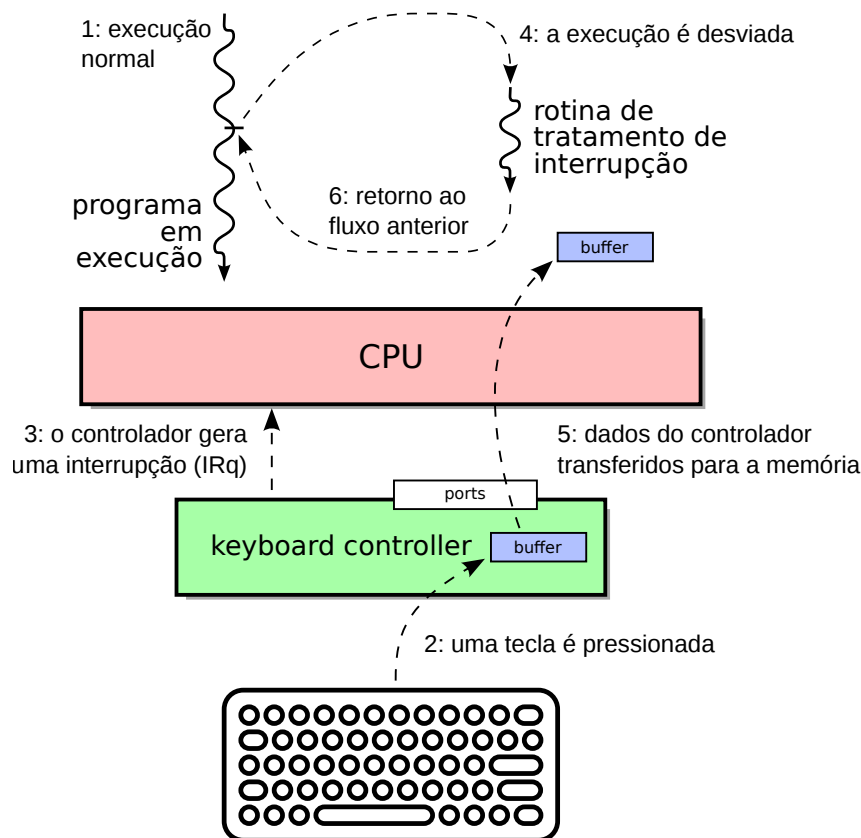 1: execução
normal
4: a execução é desviada
rotina de
tratamento de
interrupção
6: retorno ao
fluxo anterior
programa
em
execução
buffer
CPU
3: o controlador gera
uma interrupção (IRq)
5: dados do controlador
transferidos para a memória
ports
keyboard controller
buffer
2: uma tecla é pressionada